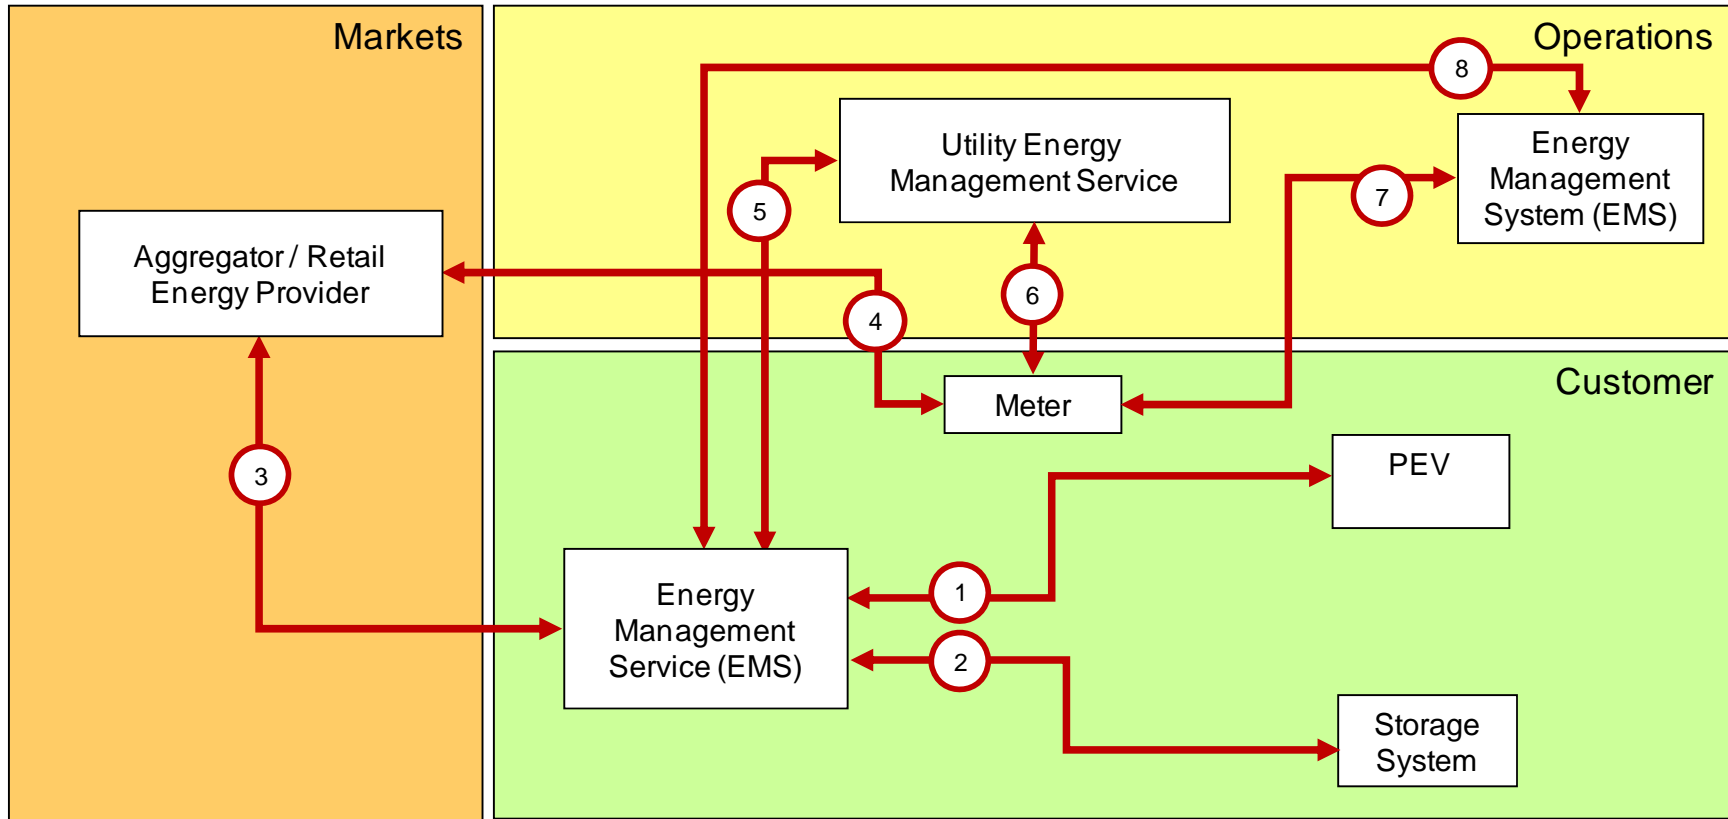 Markets
Operations
8
Utility Energy
Management Service
Energy
Management
System (EMS)
5
7
Aggregator / Retail
Energy Provider
6
4
Customer
Meter
3
PEV
Energy
Management
Service (EMS)
1
2
Storage
System